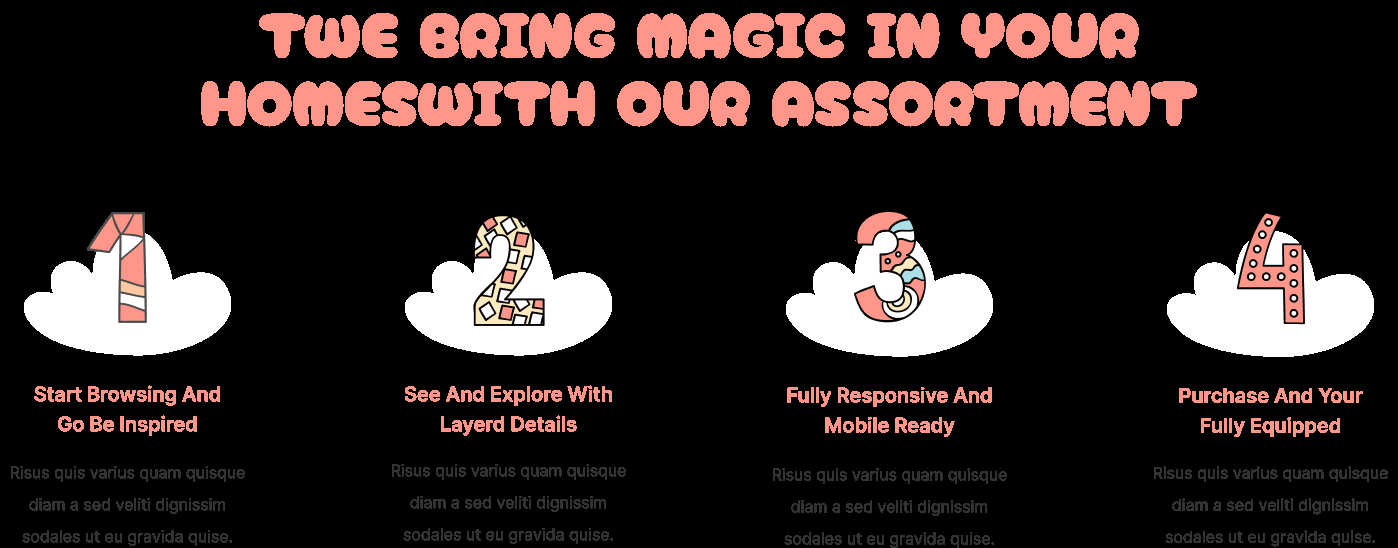 TWE BRING MAGIC IN YOUR
HOMESWITH OUR ASSORTMENT
1
2
3
4
Start Browsing And
Go Be Inspired
See And Explore With
Layerd Details
Fully Responsive And
Mobile Ready
Purchase And Your
Fully Equipped
Risus quis varius quam quisque
diam a sed veliti dignissim
sodales ut eu gravida quise.
Risus quis varius quam quisque
diam a sed veliti dignissim
sodales ut eu gravida quise.
Risus quis varius quam quisque
diam a sed veliti dignissim
sodales ut eu gravida quise.
Risus quis varius quam quisque
diam a sed veliti dignissim
sodales ut eu gravida quise.